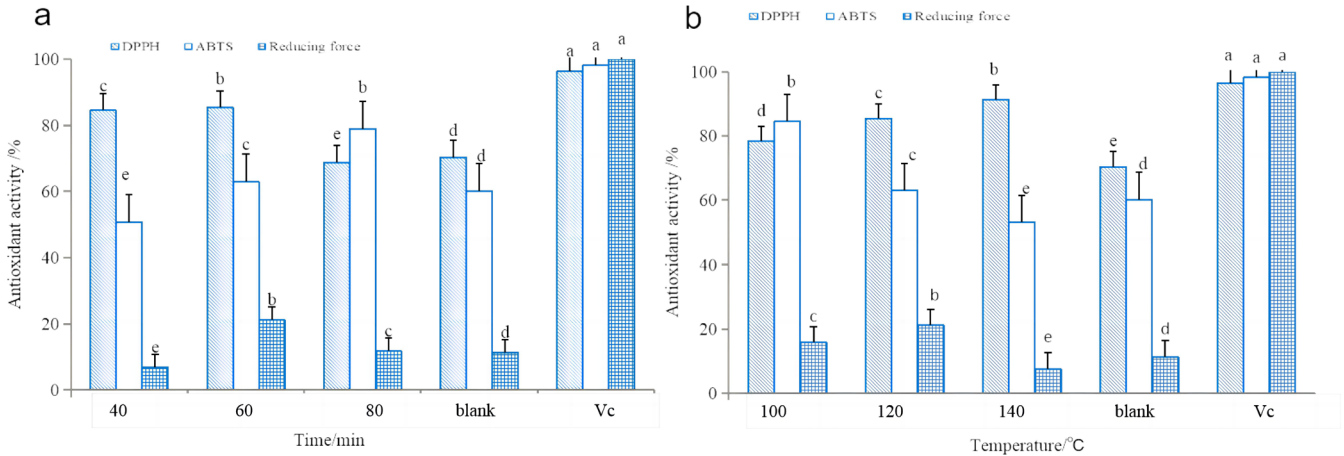 a
DPPH ABTS Reducing force
Antioxidant activity /%
100
80
60
40
20
0
c e e
b c b
e b c
d d d
a a a
40 60 80 blank Vc
Time/min
b
DPPH ABTS Reducing force
Antioxidant activity /%
100
80
60
40
20
0
d b c
c c b
b e e
e d d
a a a
100 120 140 blank Vc
Temperature/°C